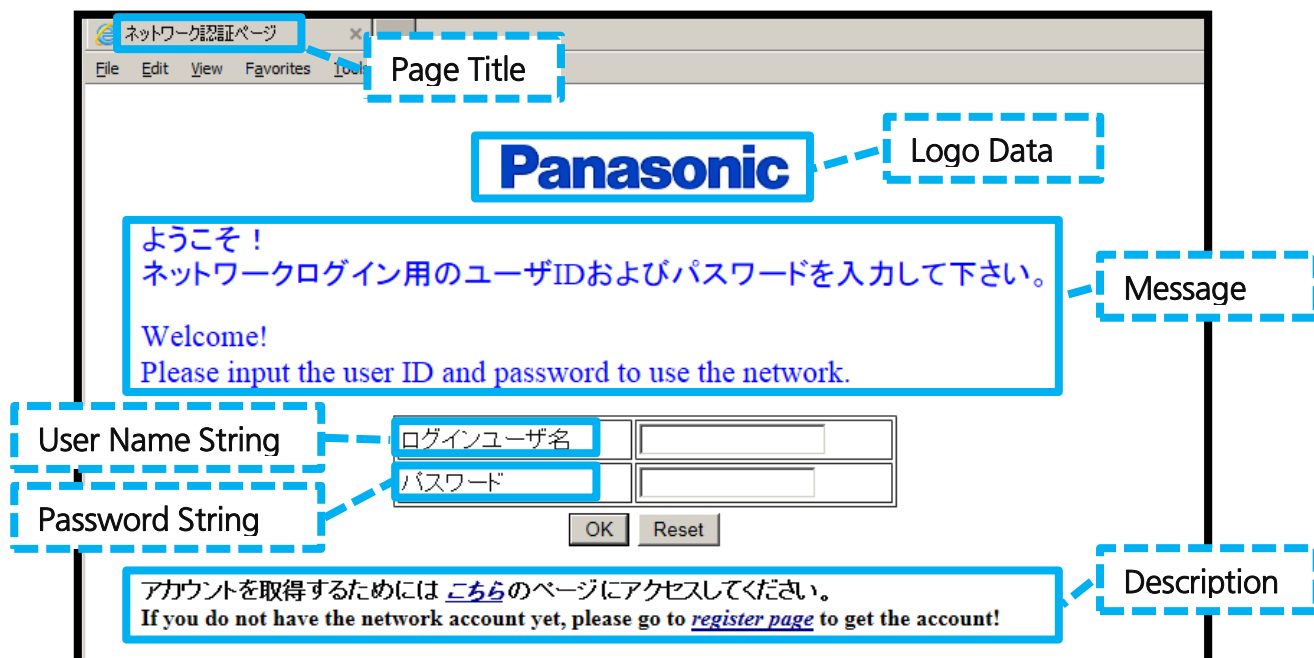 ネットワーク認証ページ
Page Title
File Edit View Favorites Tools
Panasonic
Logo Data
ようこそ！
ネットワークログイン用のユーザIDおよびパスワードを入力して下さい。
Message
Welcome!
Please input the user ID and password to use the network.
User Name String
ログインユーザ名
パスワード
Password String
OK Reset
アカウントを取得するためには こちらのページにアクセスしてください。
Description
If you do not have the network account yet, please go to register page to get the account!